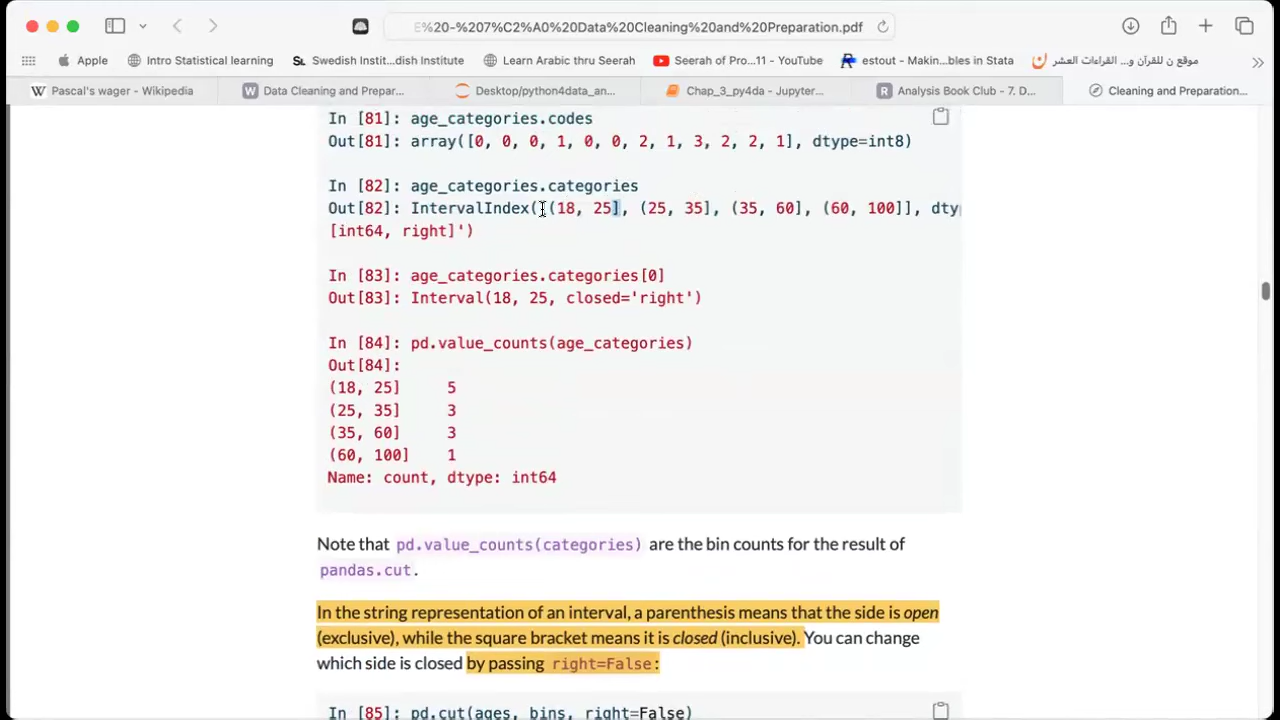 E%20-%207%C2%A0%20Data%20Cleaning%20and%20Preparation.pdf
Apple
Intro Statistical learning
SL Swedish Instit...dish Institute
Learn Arabic thru Seerah
Seerah of Pro...11 - YouTube
estout - Makin...bles in Stata
موقع ن للقرآن و... القراءات العشر
W Pascal's wager - Wikipedia
W Data Cleaning and Prepar...
Desktop/python4data_an...
Chap_3_py4da - Jupyter...
R Analysis Book Club - 7. D...
Cleaning and Preparation...
In [81]: age_categories.codes
Out[81]: array([0, 0, 0, 1, 0, 0, 2, 1, 3, 2, 2, 1], dtype=int8)
In [82]: age_categories.categories
Out[82]: IntervalIndex([(18, 25], (25, 35], (35, 60], (60, 100]], dtyp
[int64, right]')
In [83]: age_categories.categories[0]
Out[83]: Interval(18, 25, closed='right')
In [84]: pd.value_counts(age_categories)
Out[84]:
(18, 25] 5
(25, 35] 3
(35, 60] 3
(60, 100] 1
Name: count, dtype: int64
Note that pd.value_counts(categories) are the bin counts for the result of
pandas.cut.
In the string representation of an interval, a parenthesis means that the side is open
(exclusive), while the square bracket means it is closed (inclusive). You can change
which side is closed by passing right=False:
In [85]: pd.cut(ages, bins, right=False)